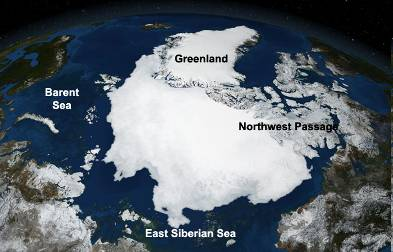 Greenland
Barent
Sea
Northwest Passage
East Siberian Sea